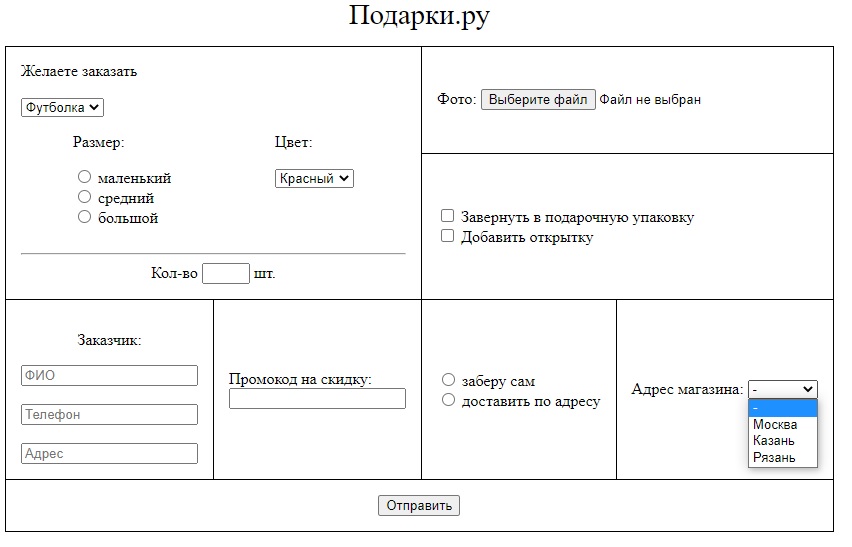 Подарки.ру
Желаете заказать
Футболка
Размер:
маленький
средний
большой
Цвет:
Красный
Кол-во шт.
Фото: Выберите файл Файл не выбран
Завернуть в подарочную упаковку
Добавить открытку
Заказчик:
ФИО
Телефон
Адрес
Промокод на скидку:
заберу сам
доставить по адресу
Адрес магазина: -
-
Москва
Казань
Рязань
Отправить